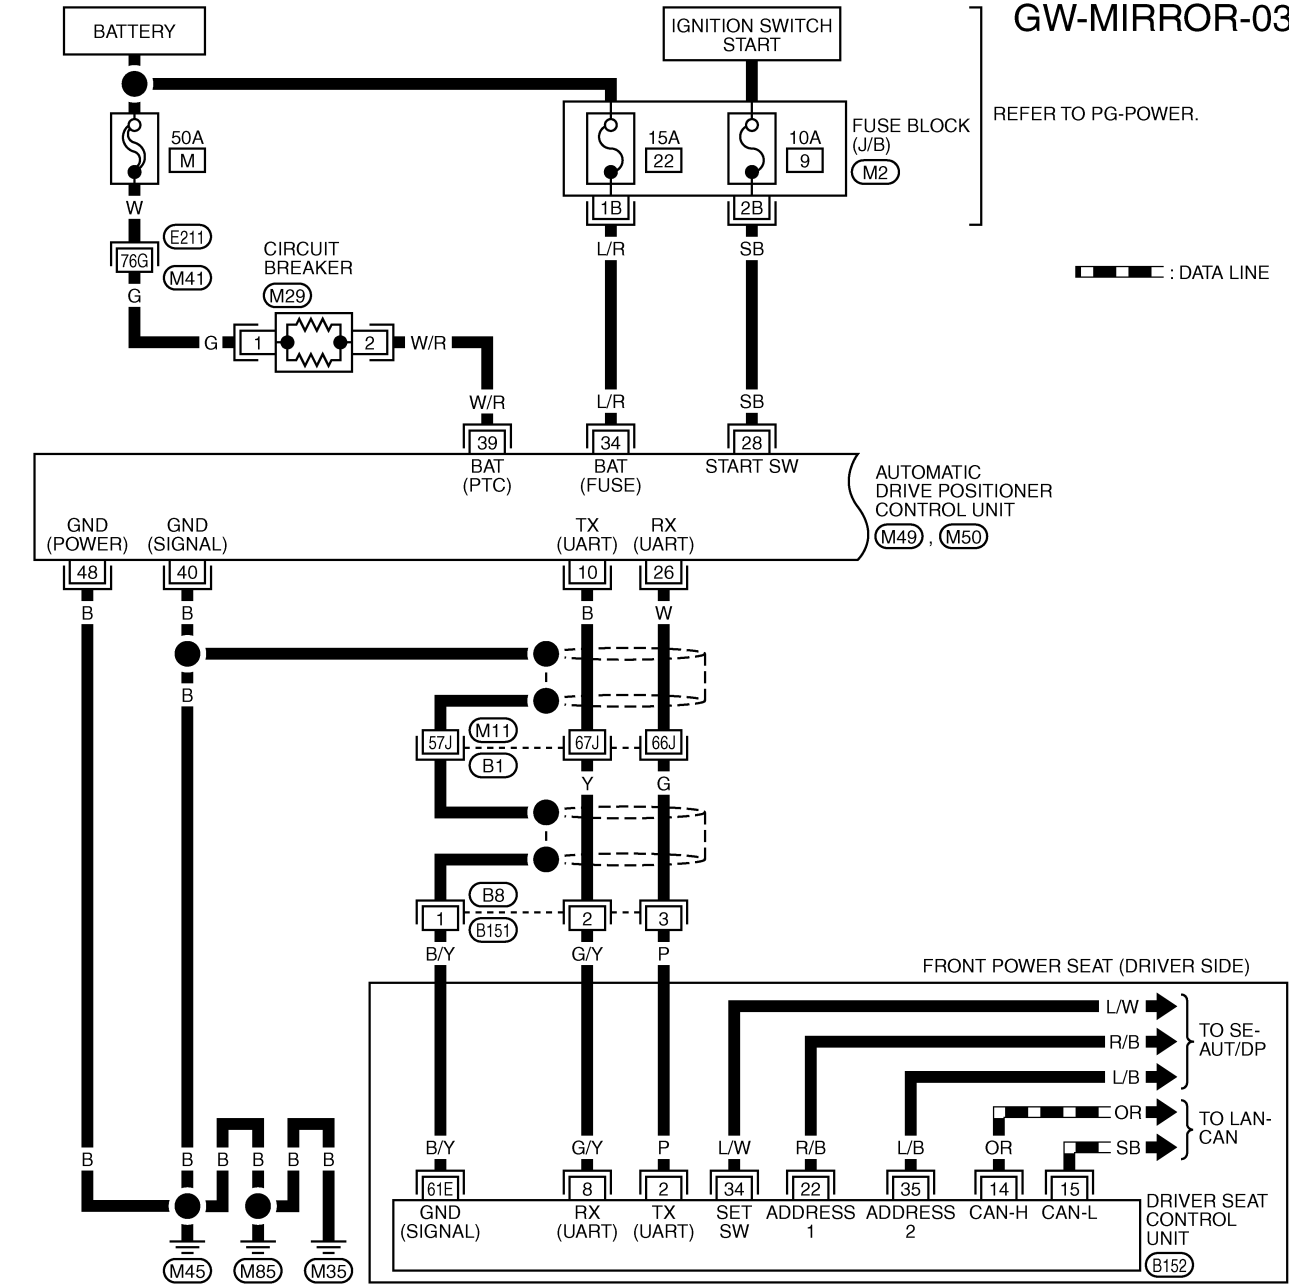 GW-MIRROR-03
BATTERY
IGNITION SWITCH
START
REFER TO PG-POWER.
50A
M
15A
22
10A
9
FUSE BLOCK
(J/B)
M2
1B
2B
W
L/R
SB
E211
76G
M41
CIRCUIT
BREAKER
M29
: DATA LINE
G
G
1
2
W/R
W/R
L/R
SB
39
34
28
BAT
(PTC)
BAT
(FUSE)
START SW
AUTOMATIC
DRIVE POSITIONER
CONTROL UNIT
M49 , M50
GND
(POWER)
GND
(SIGNAL)
TX
(UART)
RX
(UART)
48
40
10
26
B
B
B
W
B
M11
57J
67J
66J
B1
Y
G
B8
1
2
3
B151
B/Y
G/Y
P
FRONT POWER SEAT (DRIVER SIDE)
L/W
R/B
L/B
TO SE-
AUT/DP
OR
SB
TO LAN-
CAN
B
B
B
B
B
B
B/Y
G/Y
P
L/W
R/B
L/B
OR
61E
8
2
34
22
35
14
15
GND
(SIGNAL)
RX
(UART)
TX
(UART)
SET
SW
ADDRESS
1
ADDRESS
2
CAN-H
CAN-L
DRIVER SEAT
CONTROL
UNIT
B152
M45
M85
M35